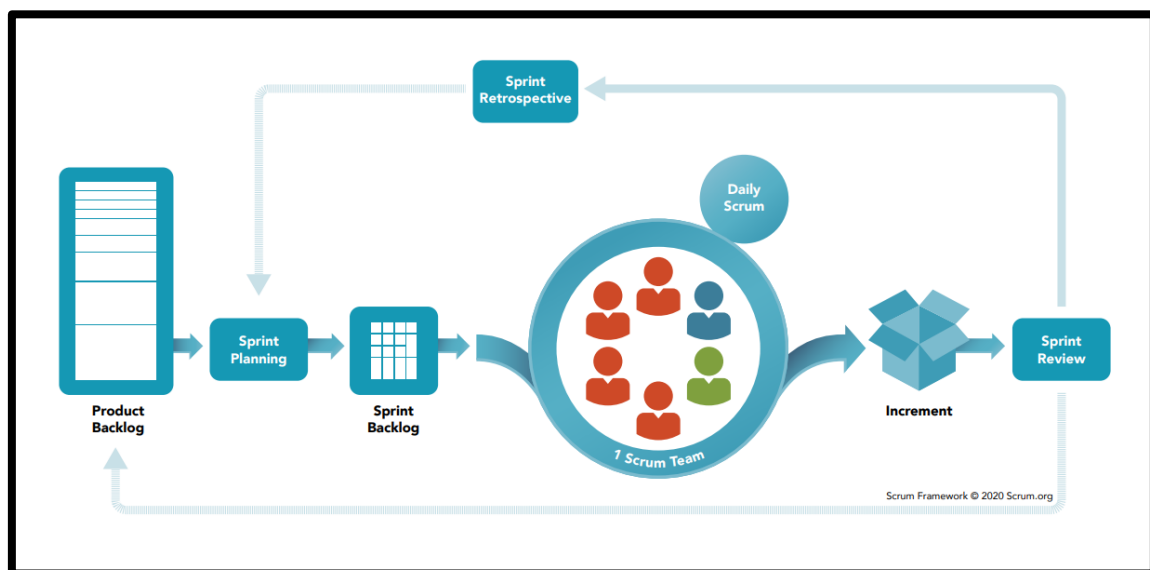 Sprint
Retrospective
Daily
Scrum
Sprint
Planning
Sprint
Review
Product
Backlog
Sprint
Backlog
Increment
1 Scrum Team
Scrum Framework © 2020 Scrum.org